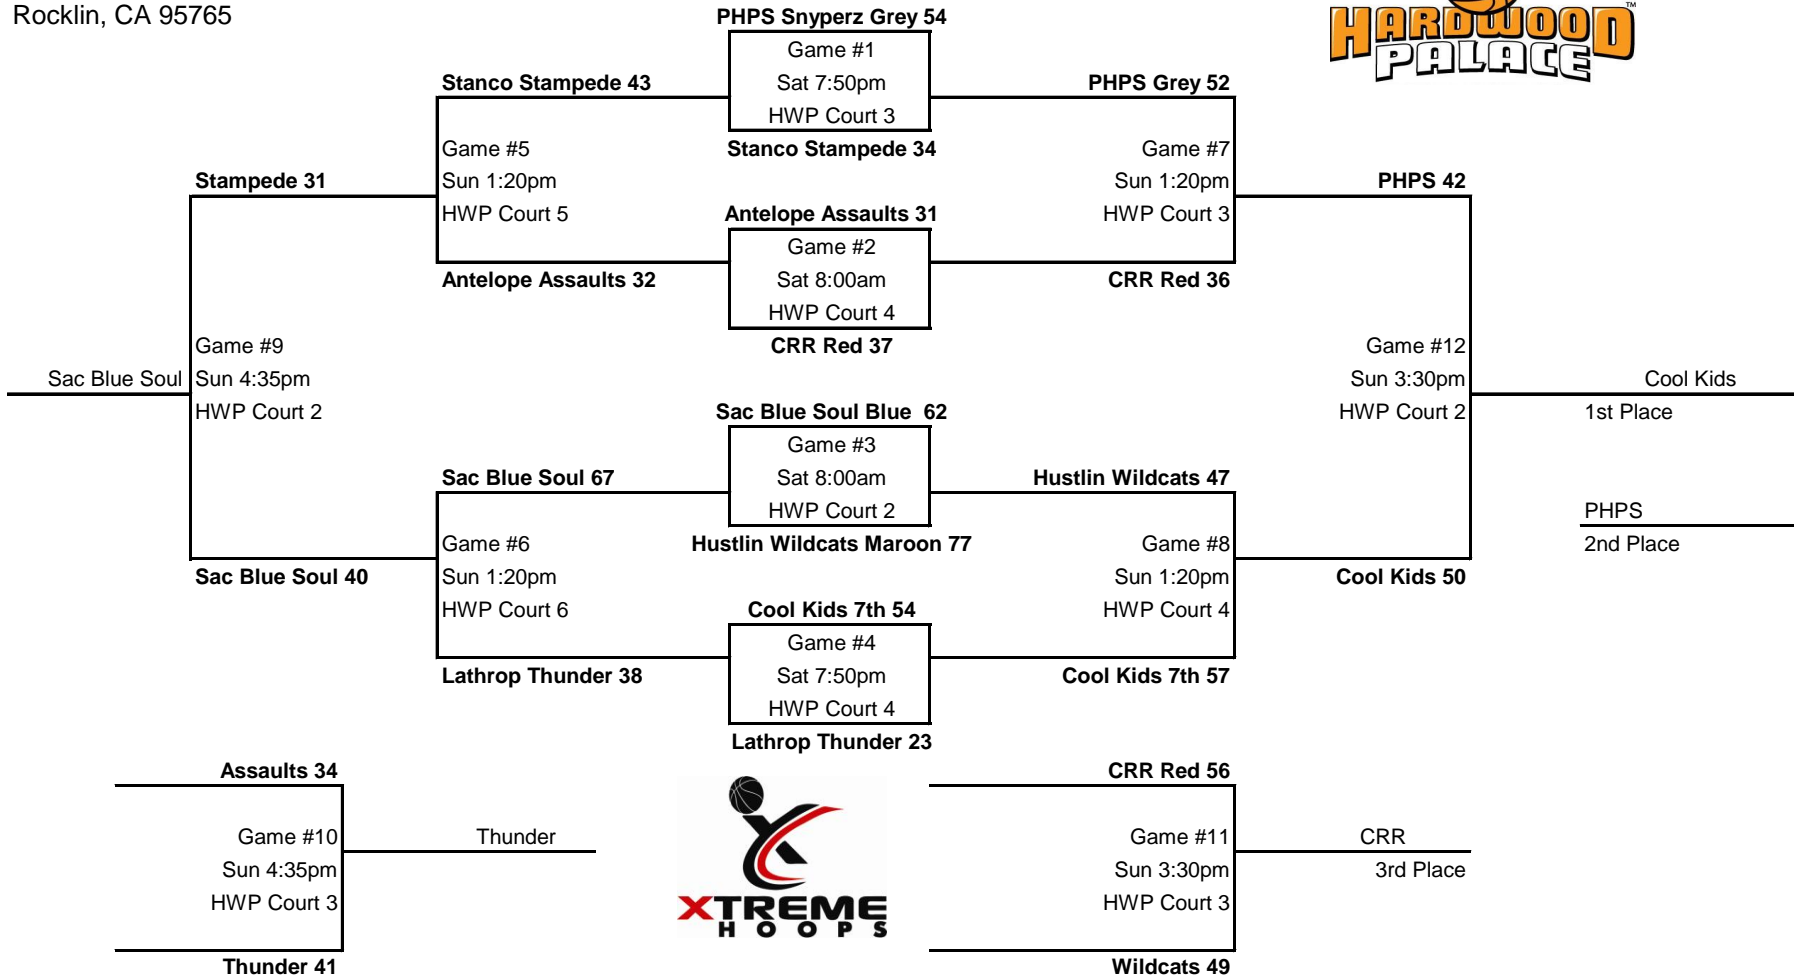 Rocklin, CA 95765
HARDWOOD
PALACE
TM
PHPS Snyperz Grey 54
Game #1
Sat 7:50pm
HWP Court 3
Stanco Stampede 34
Stanco Stampede 43
Game #5
Sun 1:20pm
HWP Court 5
Antelope Assaults 32
Antelope Assaults 31
Game #2
Sat 8:00am
HWP Court 4
CRR Red 37
PHPS Grey 52
Game #7
Sun 1:20pm
HWP Court 3
CRR Red 36
Stampede 31
Game #9
Sun 4:35pm
HWP Court 2
Sac Blue Soul 40
Sac Blue Soul
PHPS 42
Game #12
Sun 3:30pm
HWP Court 2
Cool Kids 50
Cool Kids
1st Place
PHPS
2nd Place
Sac Blue Soul Blue 62
Game #3
Sat 8:00am
HWP Court 2
Hustlin Wildcats Maroon 77
Sac Blue Soul 67
Game #6
Sun 1:20pm
HWP Court 6
Lathrop Thunder 38
Cool Kids 7th 54
Game #4
Sat 7:50pm
HWP Court 4
Lathrop Thunder 23
Hustlin Wildcats 47
Game #8
Sun 1:20pm
HWP Court 4
Cool Kids 7th 57
Assaults 34
Game #10
Sun 4:35pm
HWP Court 3
Thunder 41
Thunder
XTREME
HOOPS
CRR Red 56
Game #11
Sun 3:30pm
HWP Court 3
Wildcats 49
CRR
3rd Place